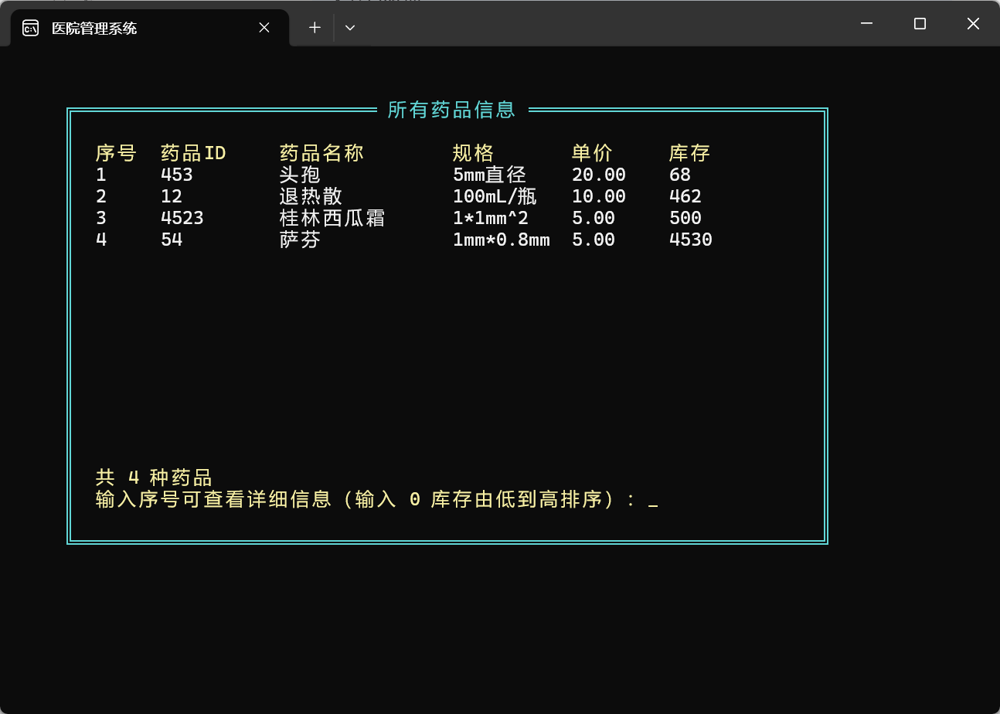 医院管理系统
所有药品信息
序号 药品ID 药品名称 规格 单价 库存
1 453 头孢 5mm直径 20.00 68
2 12 退热散 100mL/瓶 10.00 462
3 4523 桂林西瓜霜 1*1mm^2 5.00 500
4 54 萨芬 1mm*0.8mm 5.00 4530
共 4 种药品
输入序号可查看详细信息（输入 0 库存由低到高排序）：_